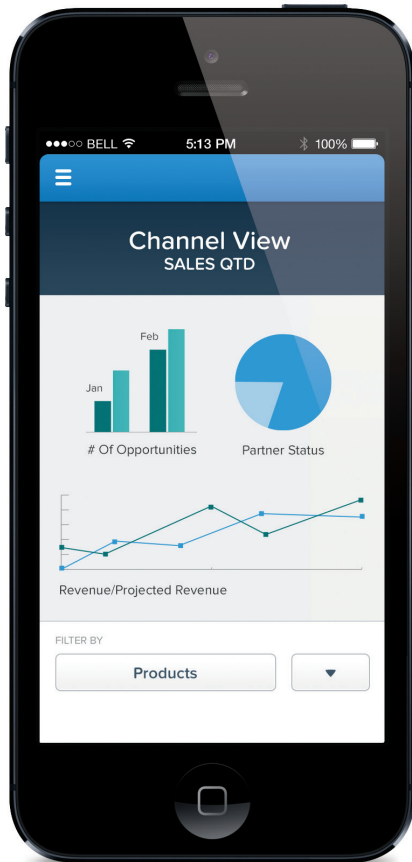 BELL 5:13 PM 100%
Channel View
SALES QTD
Feb
Jan
# Of Opportunities Partner Status
Revenue/Projected Revenue
FILTER BY
Products